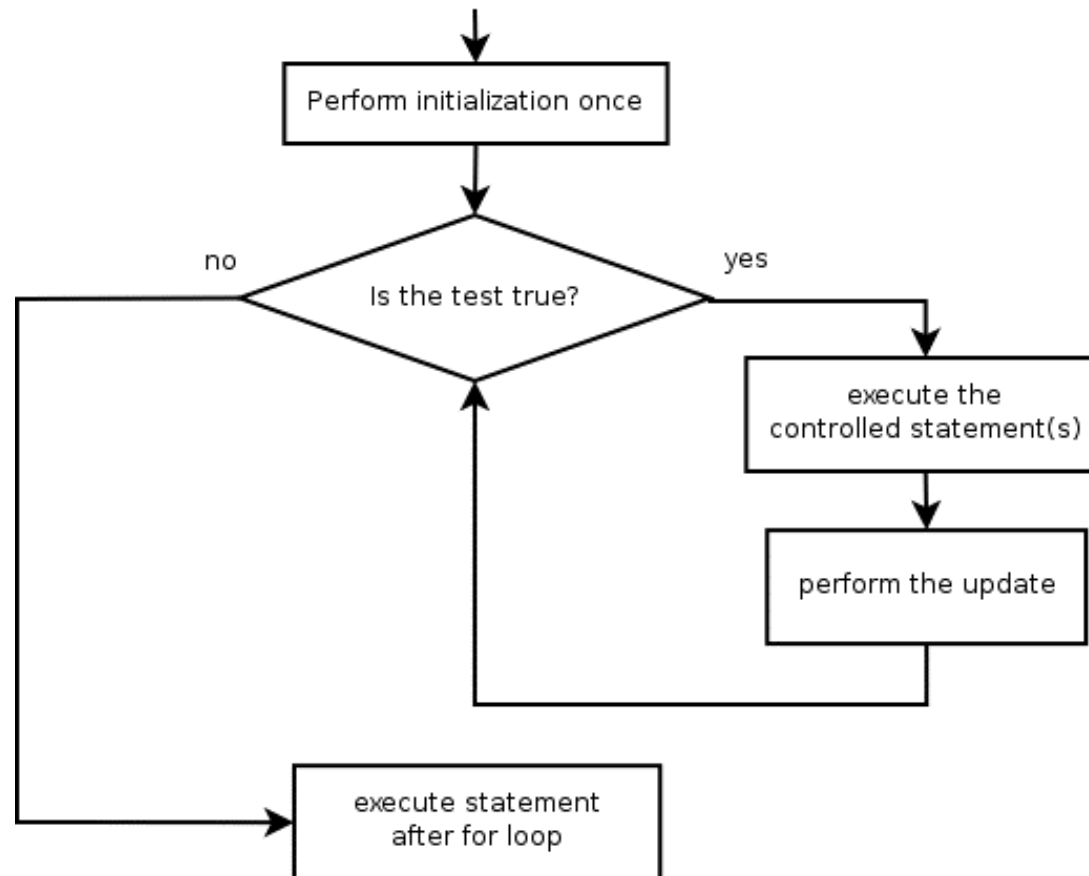 Perform initialization once
no
yes
Is the test true?
execute the
controlled statement(s)
perform the update
execute statement
after for loop